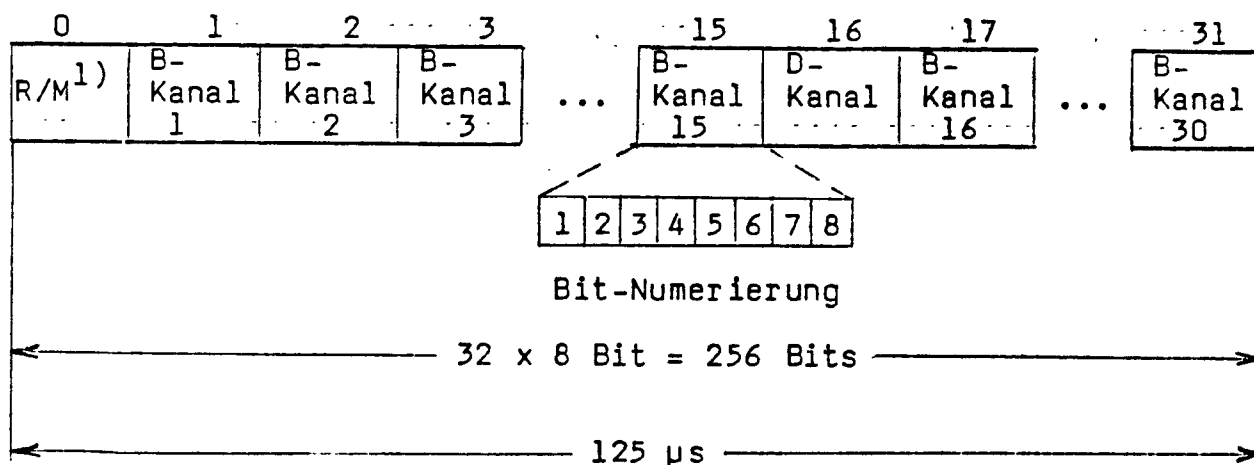 0 1 2 3 15 16 17 31
R/M1) B- B- B- B- D- B- B-
Kanal Kanal Kanal ... Kanal Kanal Kanal ... Kanal
1 2 3 15 16 30
1 2 3 4 5 6 7 8
Bit-Numerierung
32 x 8 Bit = 256 Bits
125 µs